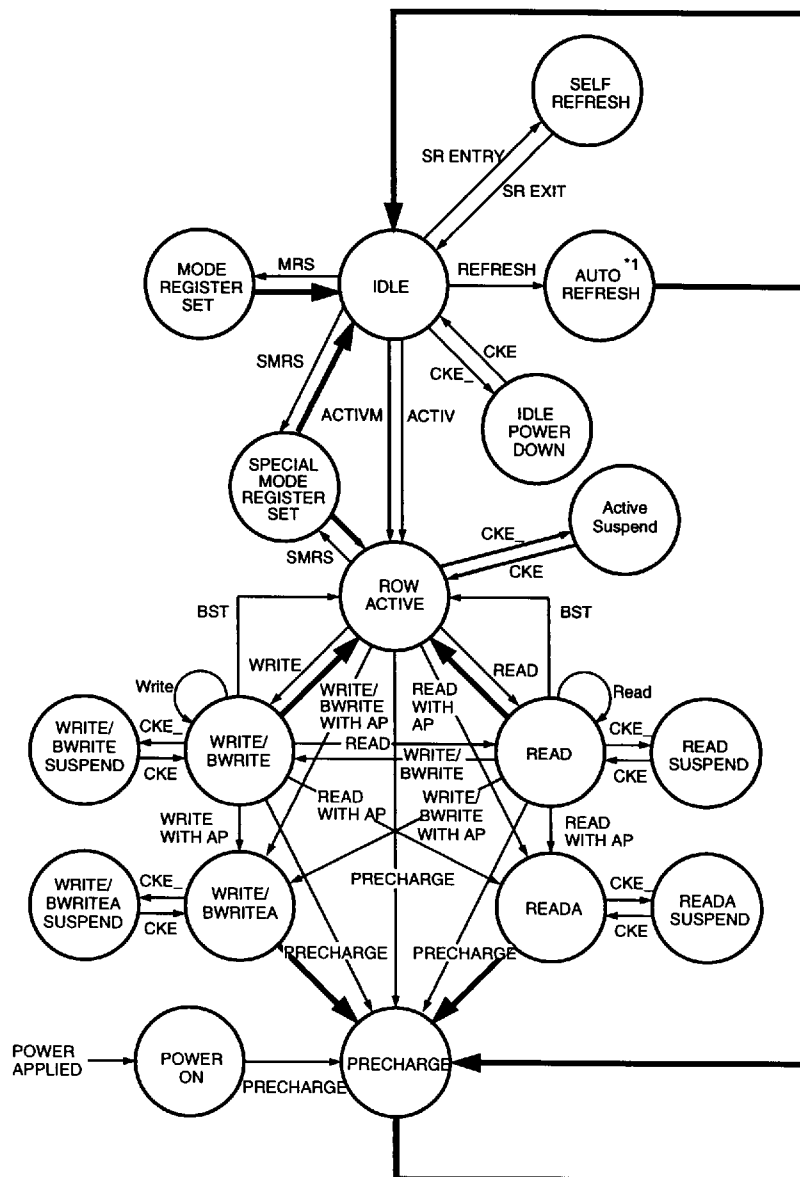 SELF
REFRESH
SR ENTRY
SR EXIT
MODE
REGISTER
SET
MRS
IDLE
REFRESH
AUTO *1
REFRESH
SMRS
CKE
CKE_
ACTIVM
ACTIV
IDLE
POWER
DOWN
SPECIAL
MODE
REGISTER
SET
Active
Suspend
CKE_
SMRS
CKE
ROW
ACTIVE
BST
BST
WRITE
READ
Write
WRITE/
BWRITE
WITH AP
READ
WITH
AP
Read
WRITE/
BWRITE
SUSPEND
CKE_
CKE
WRITE/
BWRITE
READ
WRITE/
BWRITE
READ
CKE_
CKE
READ
SUSPEND
WRITE
WITH AP
READ
WITH AP
WRITE/
BWRITE
WITH AP
READ
WITH AP
WRITE/
BWRITEA
SUSPEND
CKE_
CKE
WRITE/
BWRITEA
PRECHARGE
READA
CKE_
CKE
READA
SUSPEND
PRECHARGE
PRECHARGE
POWER
APPLIED
POWER
ON
PRECHARGE
PRECHARGE